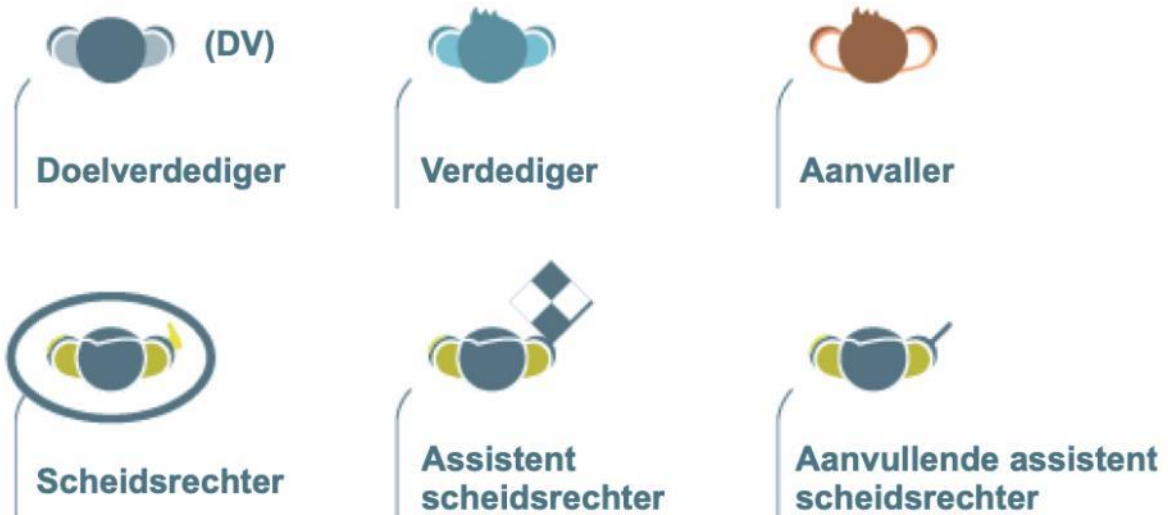 (DV)
Doelverdediger
Verdediger
Aanvaller
Scheidsrechter
Assistent
scheidsrechter
Aanvullende assistent
scheidsrechter